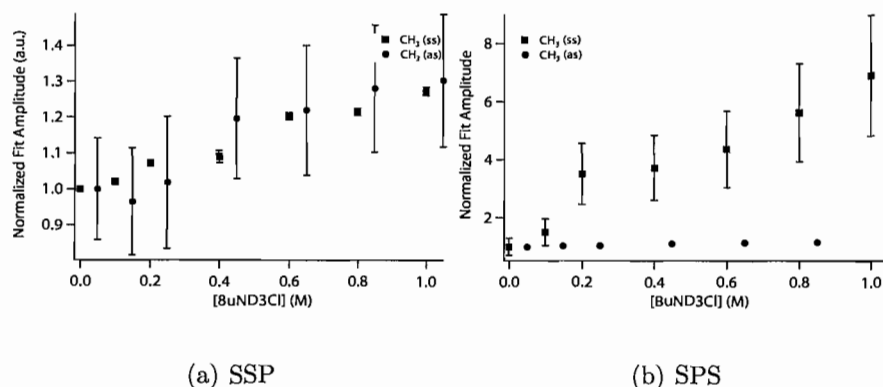 Normalized Fit Amplitude (a.u.)
1.4
1.3
1.2
1.1
1.0
0.9
CH₃ (ss)
CH₃ (as)
0.0 0.2 0.4 0.6 0.8 1.0
[8uND3Cl] (M)
(a) SSP
Normalized Fit Amplitude
8
6
4
2
CH₃ (ss)
CH₃ (as)
0.0 0.2 0.4 0.6 0.8 1.0
[8uND3Cl] (M)
(b) SPS